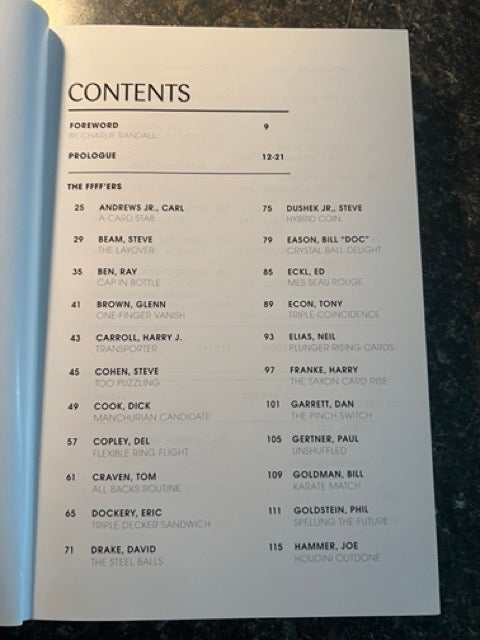 CONTENTS
FOREWORD 9
BY CHARLIE RANDALL
PROLOGUE 12-21
THE FFFF'ERS
25 ANDREWS JR., CARL
A CARD STAB
29 BEAM, STEVE
THE LAYOVER
35 BEN, RAY
CAP IN BOTTLE
41 BROWN, GLENN
ONE-FINGER VANISH
43 CARROLL, HARRY J.
TRANSPORTER
45 COHEN, STEVE
TOO PUZZLING
49 COOK, DICK
MANCHURIAN CANDIDATE
57 COPLEY, DEL
FLEXIBLE RING FLIGHT
61 CRAVEN, TOM
ALL BACKS ROUTINE
65 DOCKERY, ERIC
TRIPLE DECKER SANDWICH
71 DRAKE, DAVID
THE STEEL BALLS
75 DUSHEK JR., STEVE
HYBRID COIN
79 EASON, BILL "DOC"
CRYSTAL BALL DELIGHT
85 ECKL, ED
MES SEAU ROUGE
89 ECON, TONY
TRIPLE COINCIDENCE
93 ELIAS, NEIL
PLUNGER RISING CARDS
97 FRANKE, HARRY
THE SAXON CARD RISE
101 GARRETT, DAN
THE PINCH SWITCH
105 GERTNER, PAUL
UNSHUFFLED
109 GOLDMAN, BILL
KARATE MATCH
111 GOLDSTEIN, PHIL
SPELLING THE FUTURE
115 HAMMER, JOE
HOUDINI OUTDONE